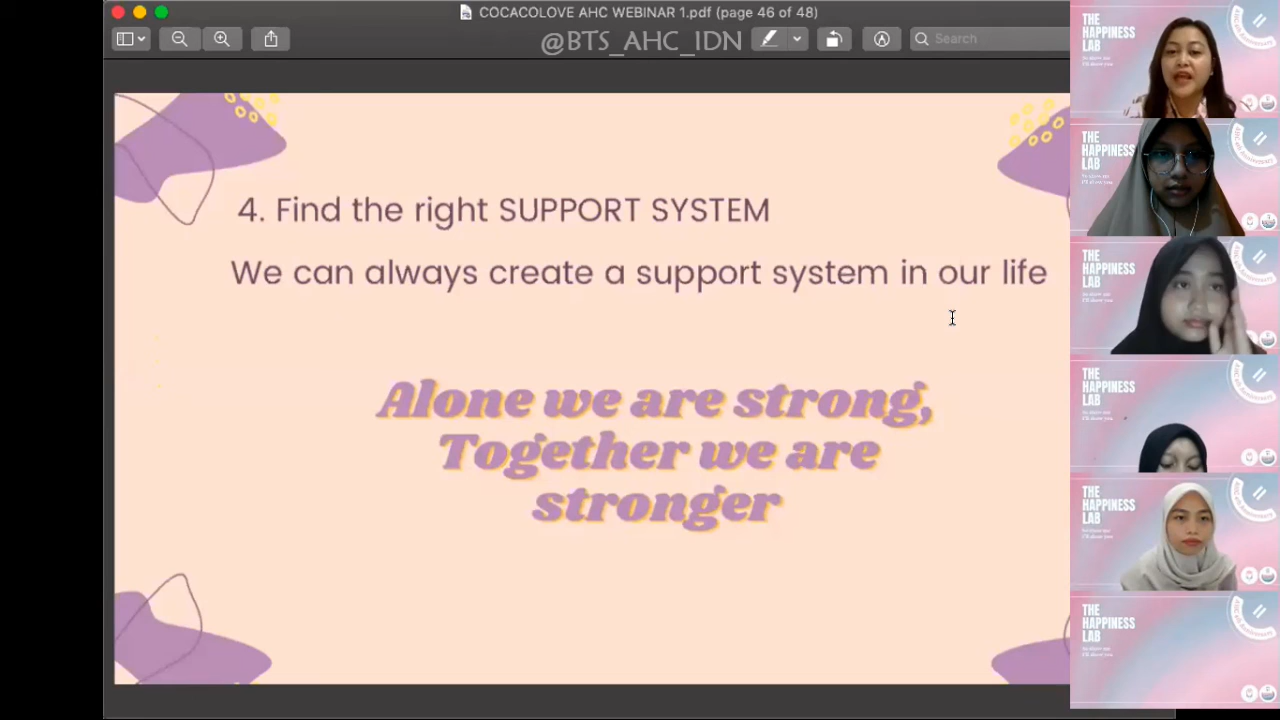 COCACOLOVE AHC WEBINAR 1.pdf (page 46 of 48)
@BTS_AHC_IDN
Search
4. Find the right SUPPORT SYSTEM
We can always create a support system in our life
Alone we are strong,
Together we are
stronger
THE
HAPPINESS
LAB
THE
HAPPINESS
LAB
THE
HAPPINESS
LAB
THE
HAPPINESS
LAB
THE
HAPPINESS
LAB
THE
HAPPINESS
LAB